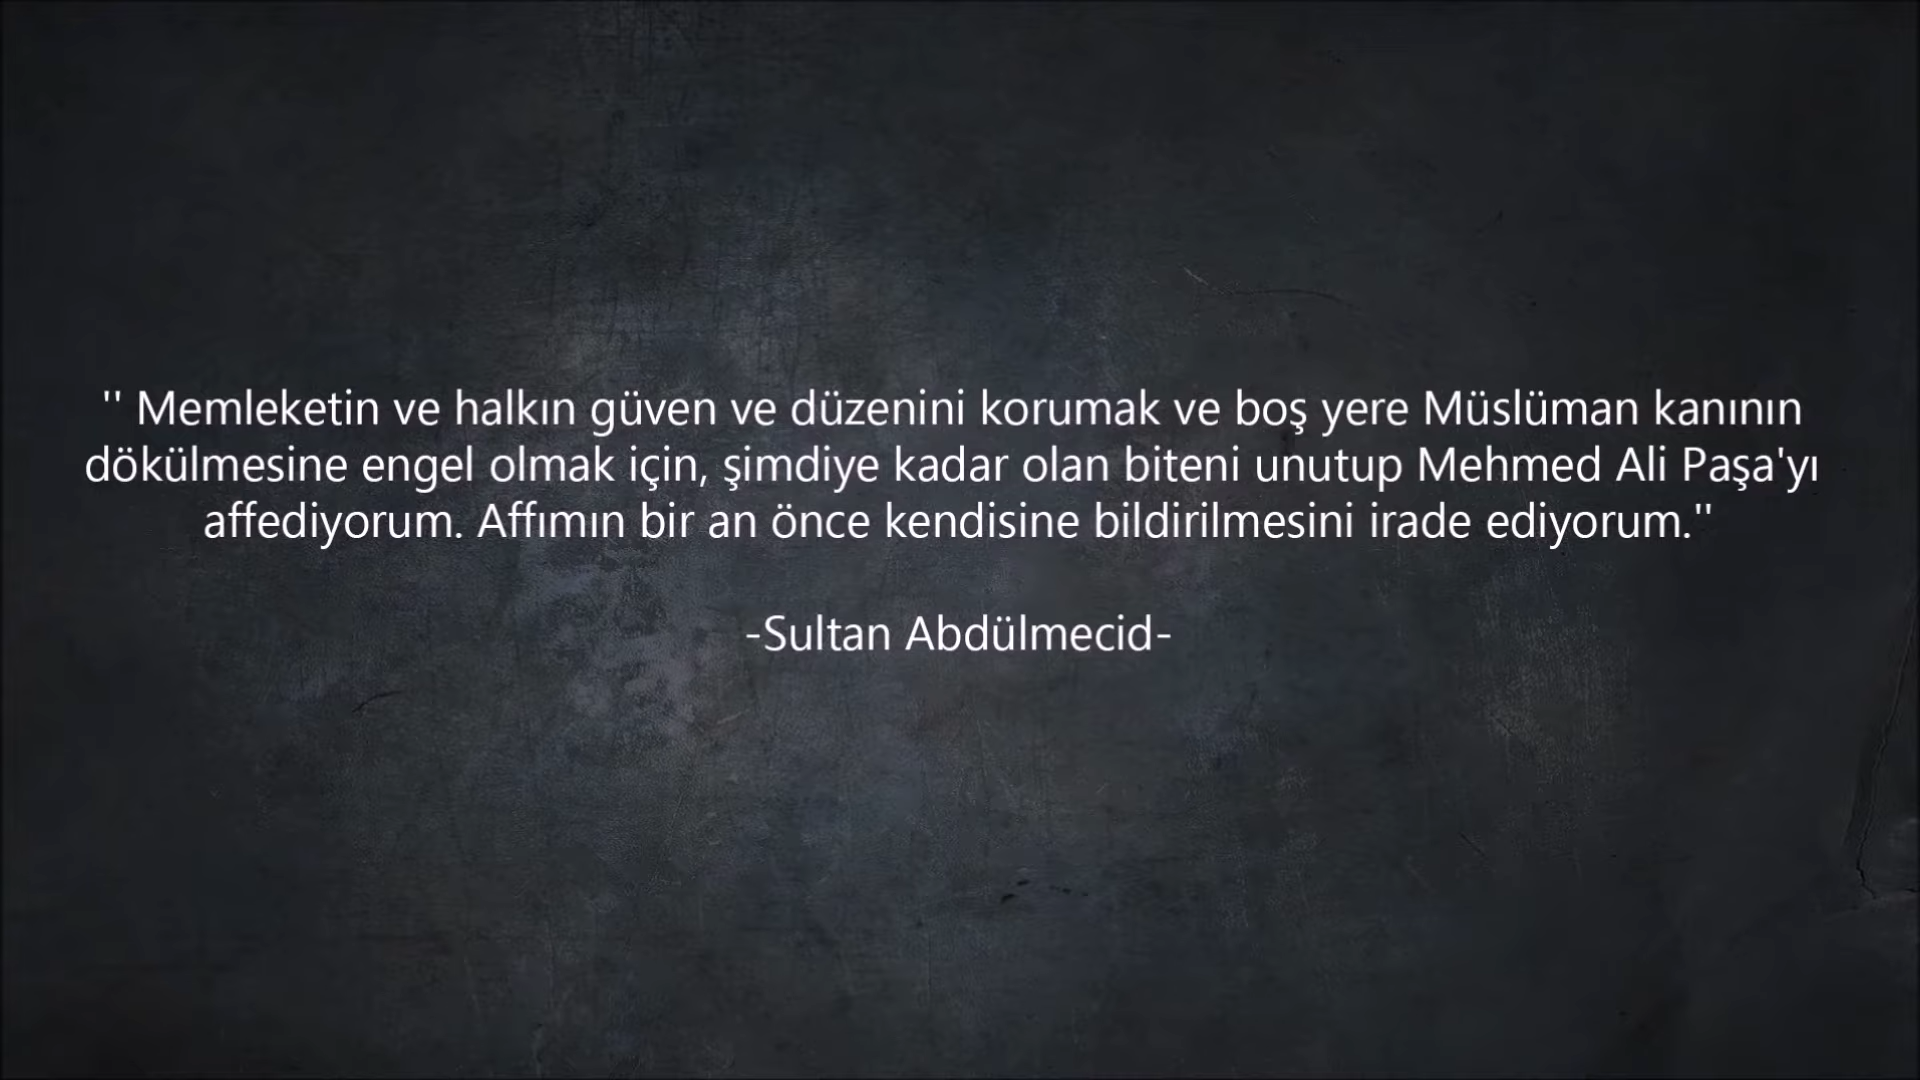 '' Memleketin ve halkın güven ve düzenini korumak ve boş yere Müslüman kanının
dökülmesine engel olmak için, şimdiye kadar olan biteni unutup Mehmed Ali Paşa'yı
affediyorum. Affımın bir an önce kendisine bildirilmesini irade ediyorum.''
-Sultan Abdülmecid-